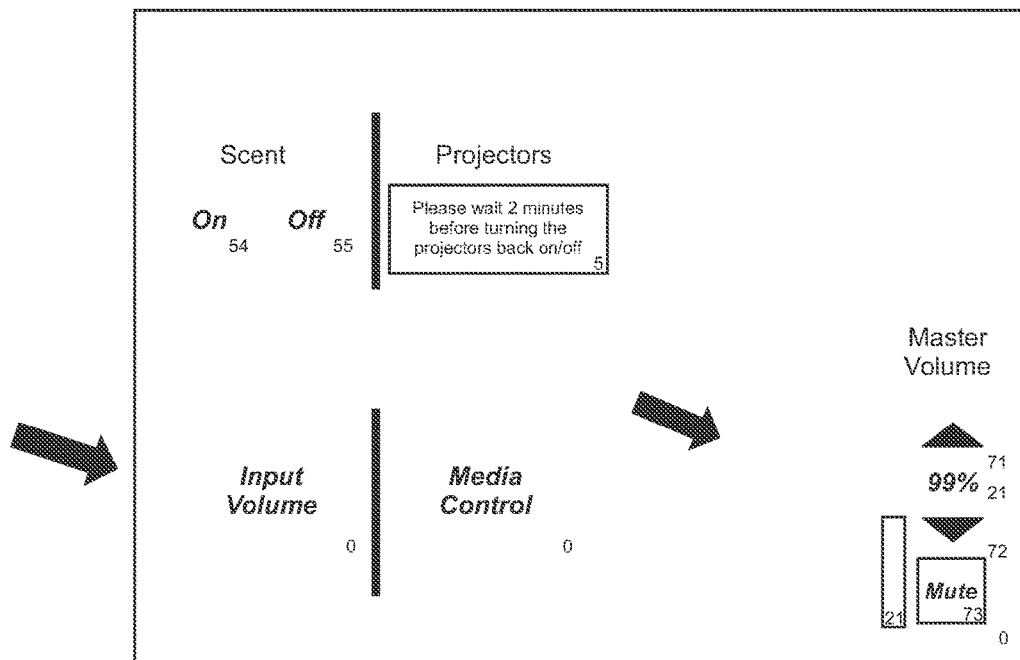 Scent
On
54
Off
55
Projectors
Please wait 2 minutes
before turning the
projectors back on/off
5
Input
Volume
0
Media
Control
0
Master
Volume
71
99%
21
72
21
Mute
73
0